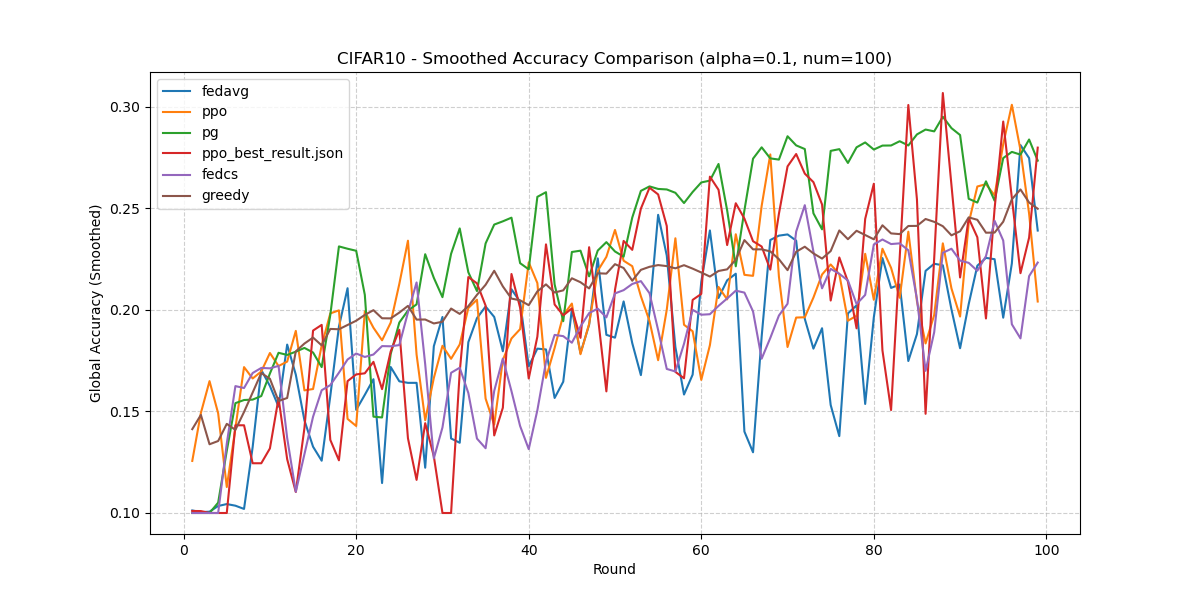 CIFAR10 - Smoothed Accuracy Comparison (alpha=0.1, num=100)
fedavg
ppo
pg
ppo_best_result.json
fedcs
greedy
Global Accuracy (Smoothed)
0.30
0.25
0.20
0.15
0.10
0 20 40 60 80 100
Round